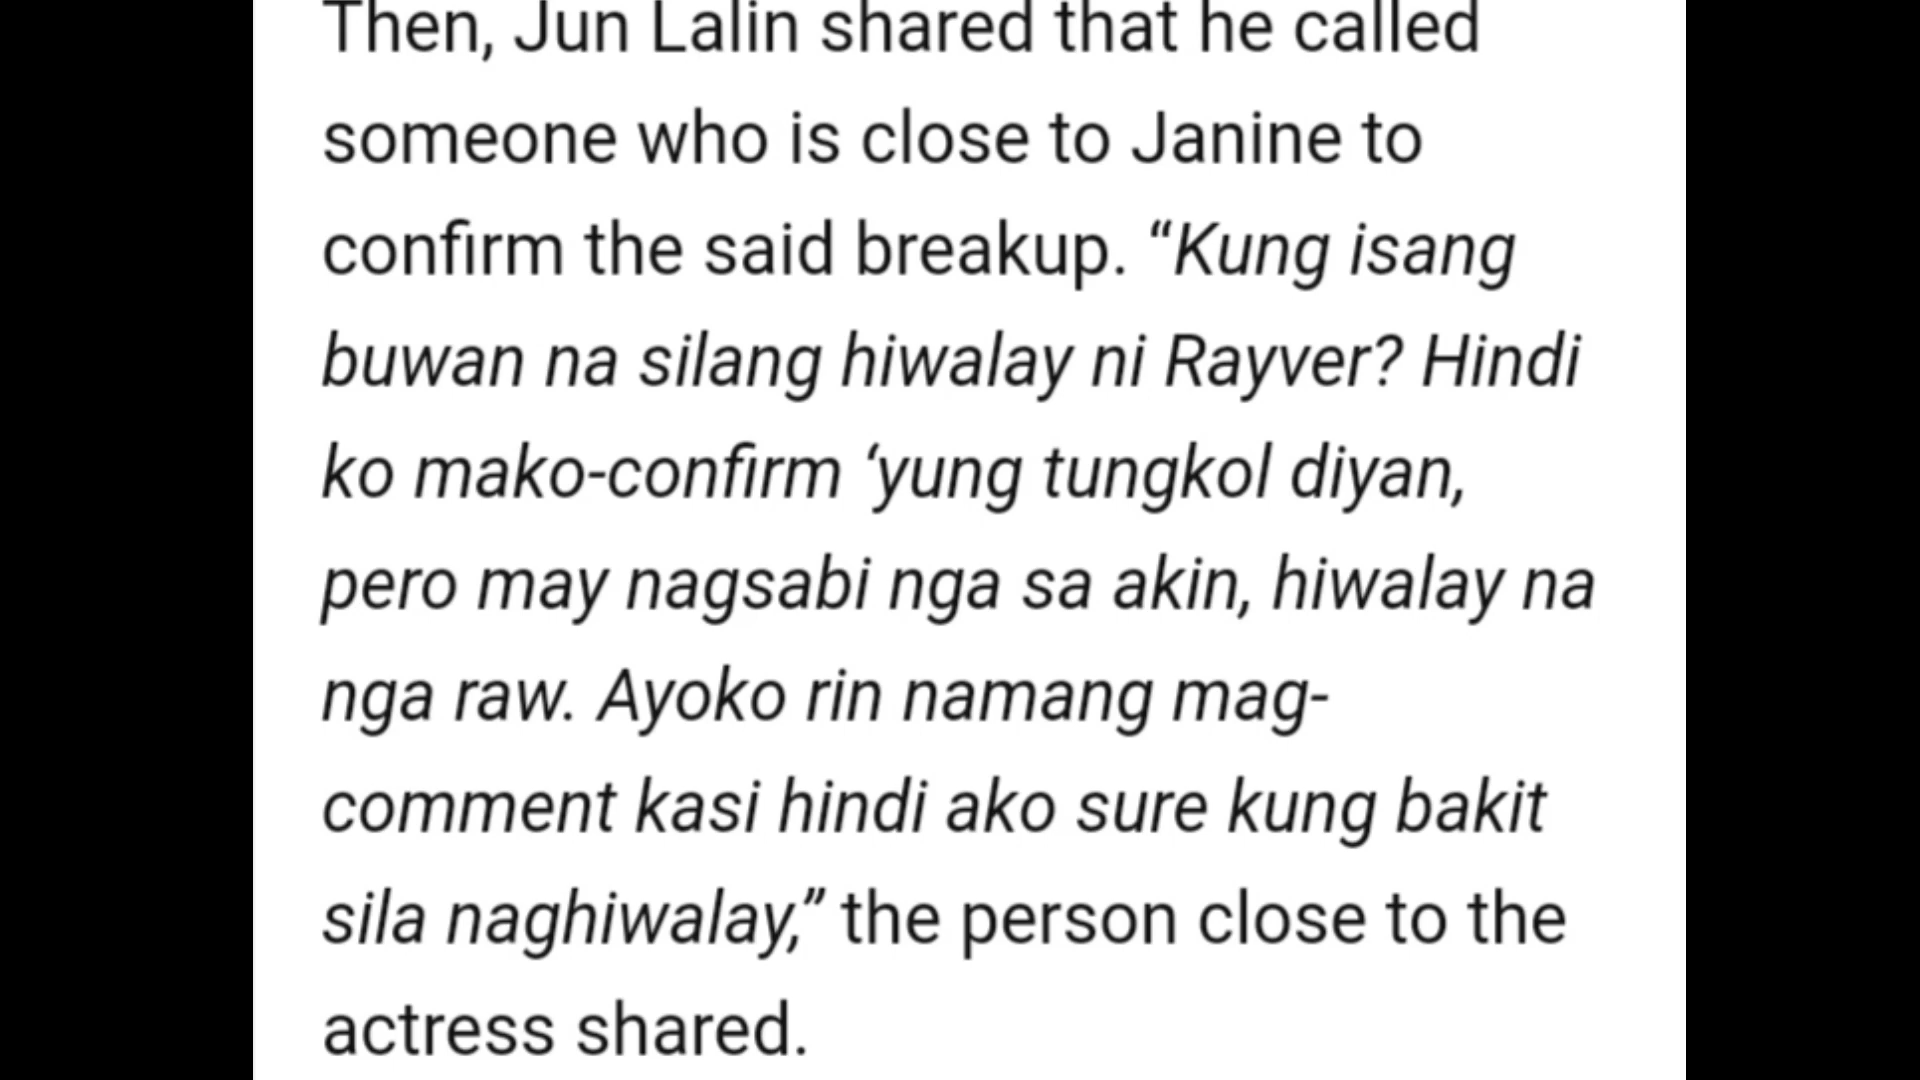 Then, Jun Lalin shared that he called
someone who is close to Janine to
confirm the said breakup. “Kung isang
buwan na silang hiwalay ni Rayver? Hindi
ko mako-confirm ‘yung tungkol diyan,
pero may nagsabi nga sa akin, hiwalay na
nga raw. Ayoko rin namang mag-
comment kasi hindi ako sure kung bakit
sila naghiwalay,” the person close to the
actress shared.